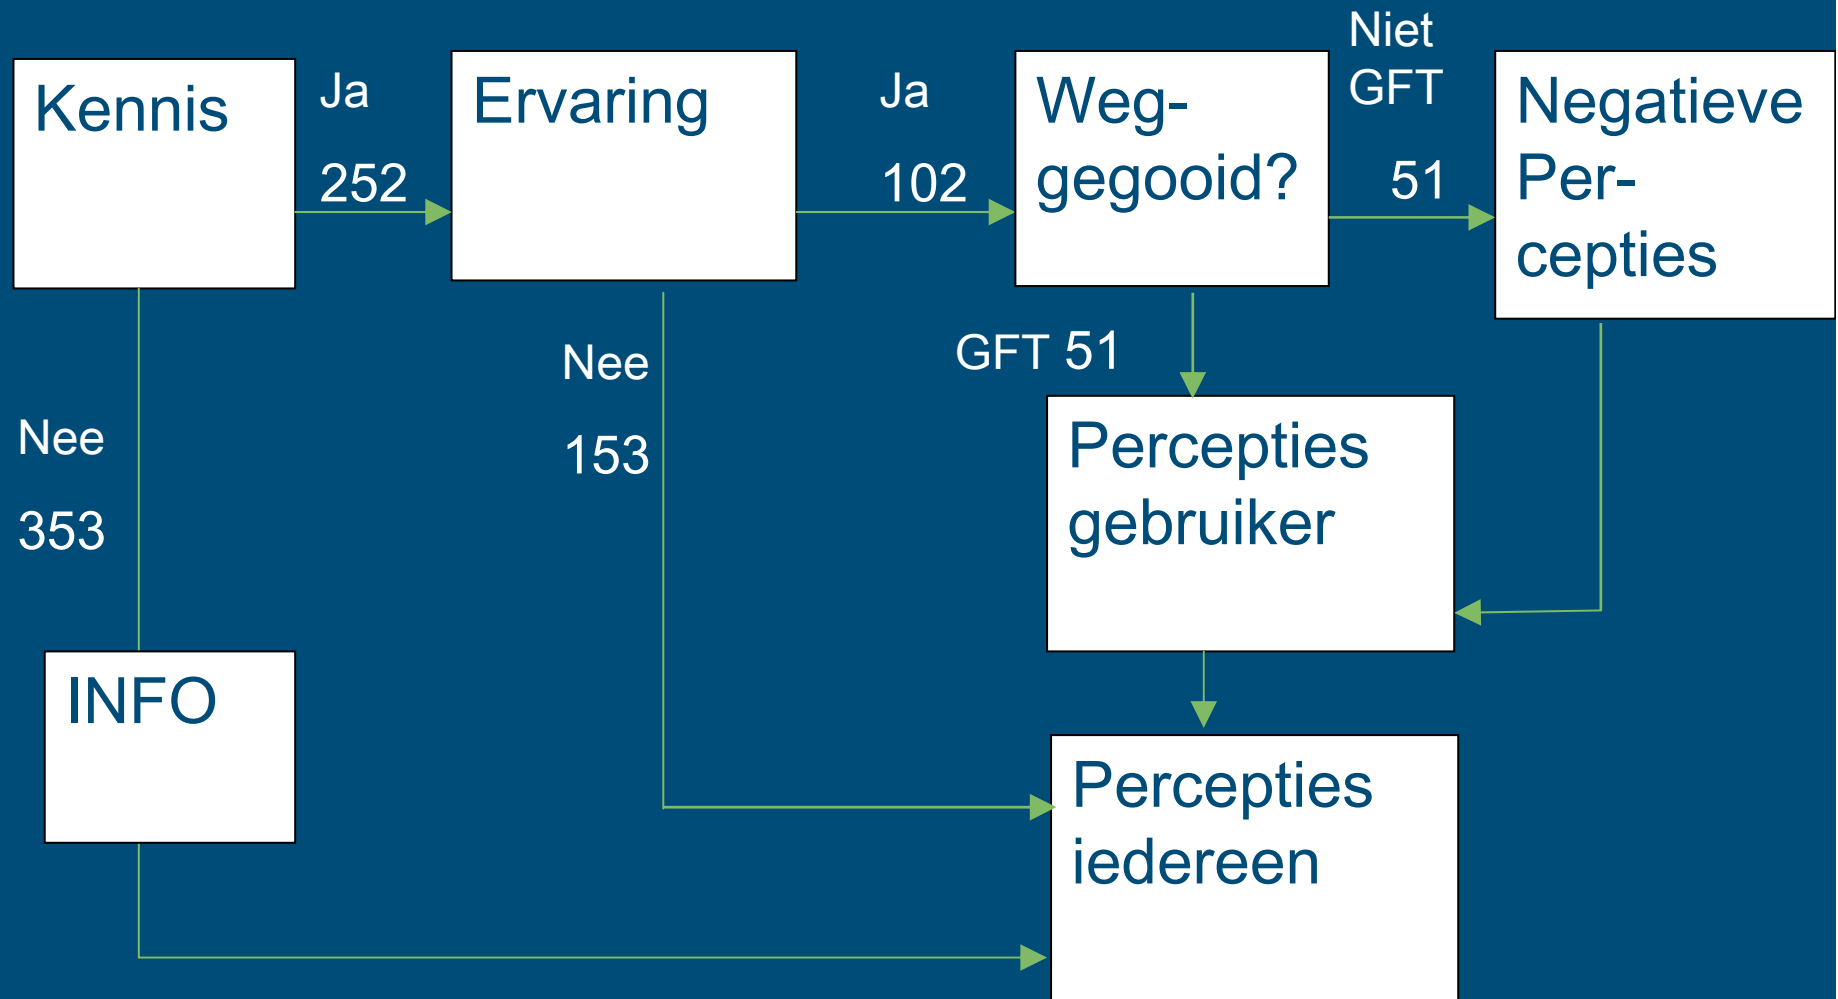 Kennis
Ja
252
Ervaring
Ja
102
Weg-
gegooid?
Niet
GFT
51
Negatieve
Per-
cepties
Nee
353
Nee
153
GFT 51
Percepties
gebruiker
INFO
Percepties
iedereen